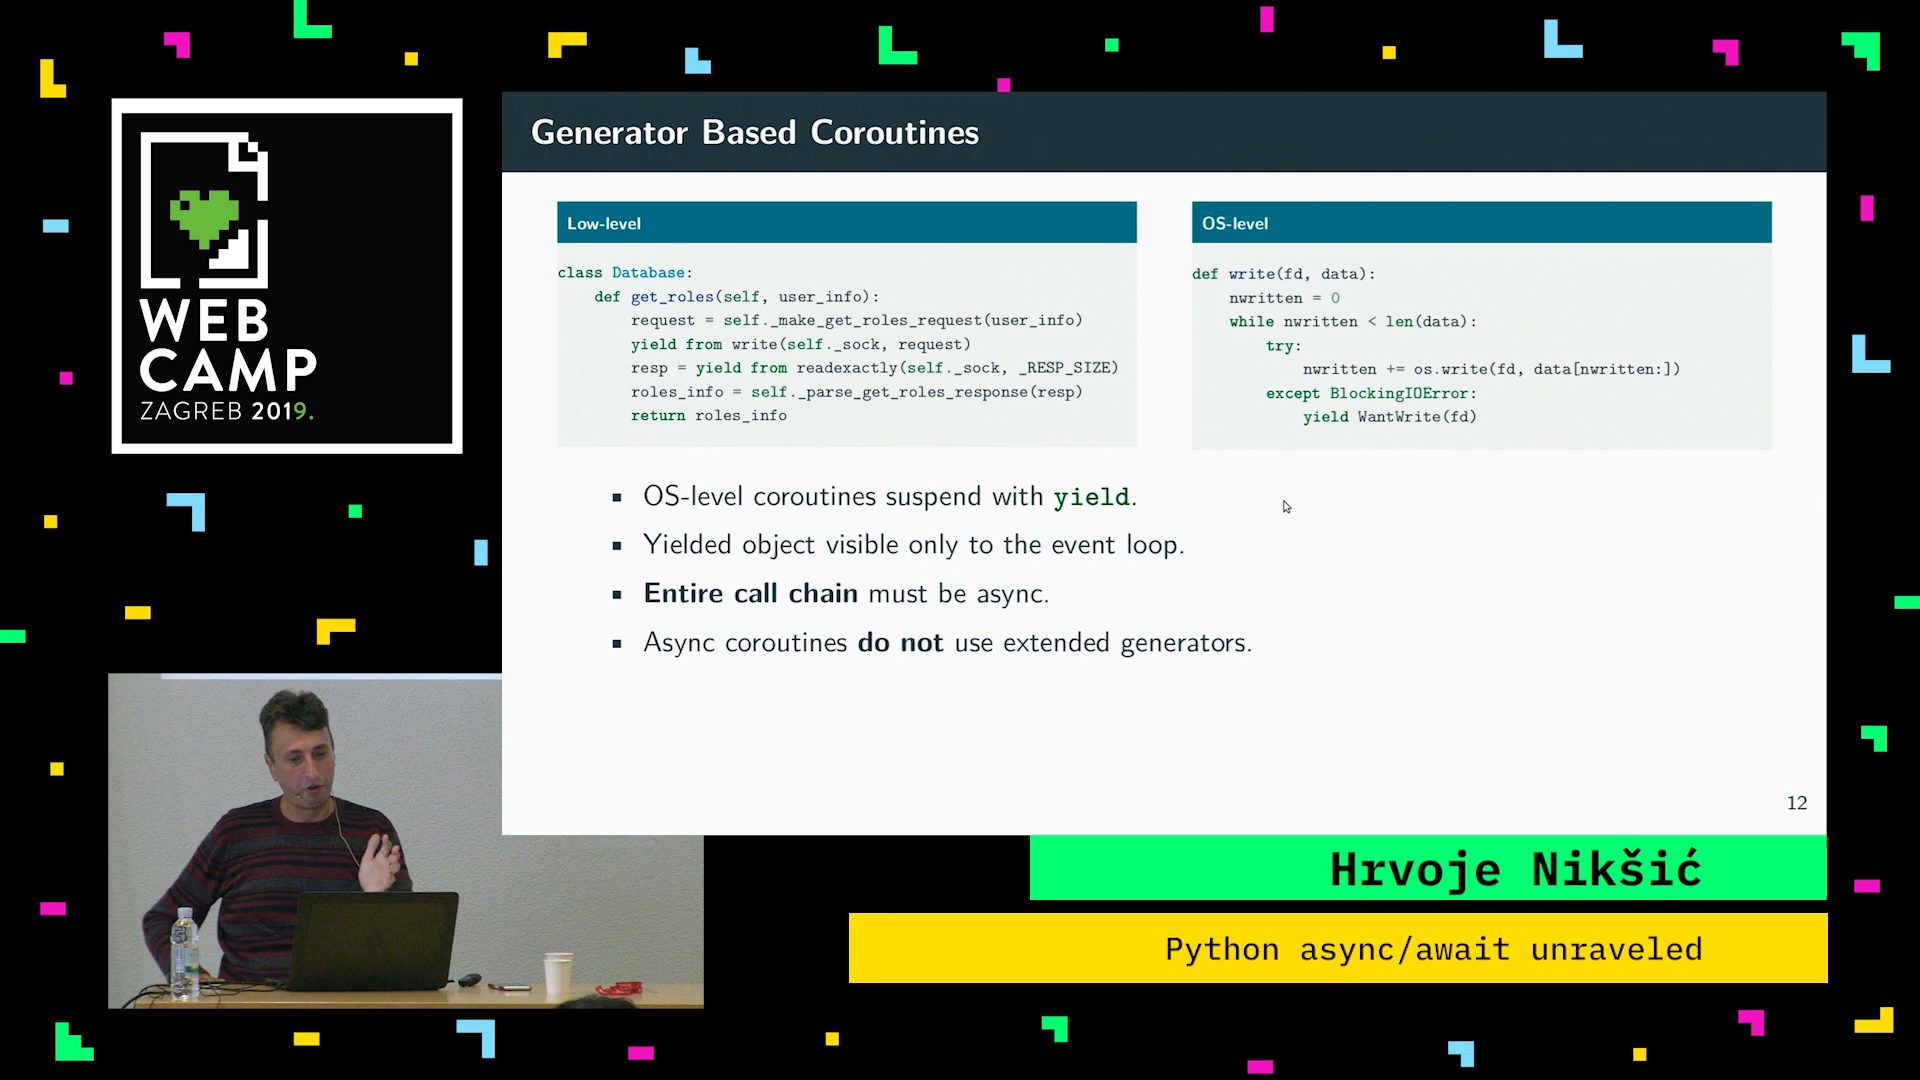 WEB
CAMP
ZAGREB 2019.
Generator Based Coroutines
Low-level
class Database:
    def get_roles(self, user_info):
        request = self._make_get_roles_request(user_info)
        yield from write(self._sock, request)
        resp = yield from readexactly(self._sock, _RESP_SIZE)
        roles_info = self._parse_get_roles_response(resp)
        return roles_info
OS-level
def write(fd, data):
    nwritten = 0
    while nwritten < len(data):
        try:
            nwritten += os.write(fd, data[nwritten:])
        except BlockingIOError:
            yield WantWrite(fd)
▪ OS-level coroutines suspend with yield.
▪ Yielded object visible only to the event loop.
▪ Entire call chain must be async.
▪ Async coroutines do not use extended generators.
12
Hrvoje Nikšić
Python async/await unraveled